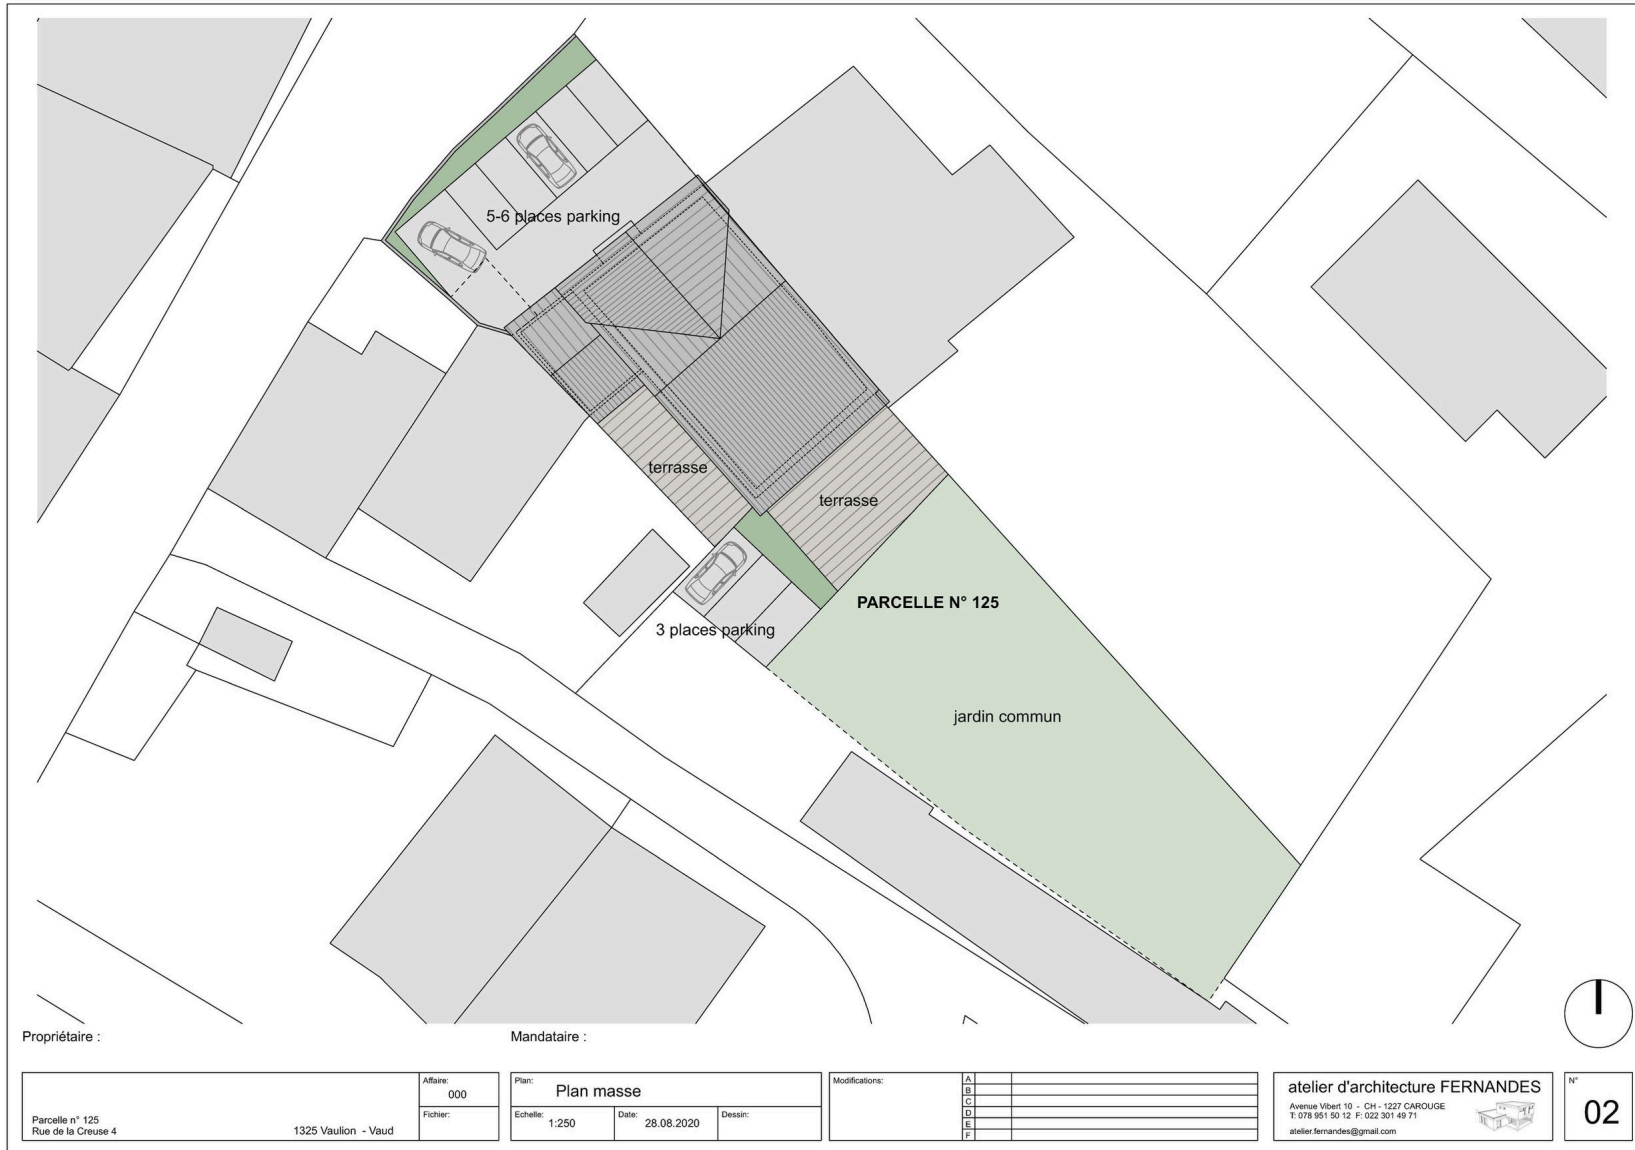 5-6 places parking
terrasse
terrasse
PARCELLE N° 125
3 places parking
jardin commun
Propriétaire :
Mandataire :
Parcelle n° 125
Rue de la Creuse 4
1325 Vaulion - Vaud
Affaire:
000
Fichier:
Plan:
Plan masse
Echelle:
1:250
Date:
28.08.2020
Dessin:
Modifications:
A
B
C
D
E
F
atelier d'architecture FERNANDES
Avenue Vibert 10 - CH - 1227 CAROUGE
T: 078 951 50 12 F: 022 301 49 71
atelier.fernandes@gmail.com
N°
02